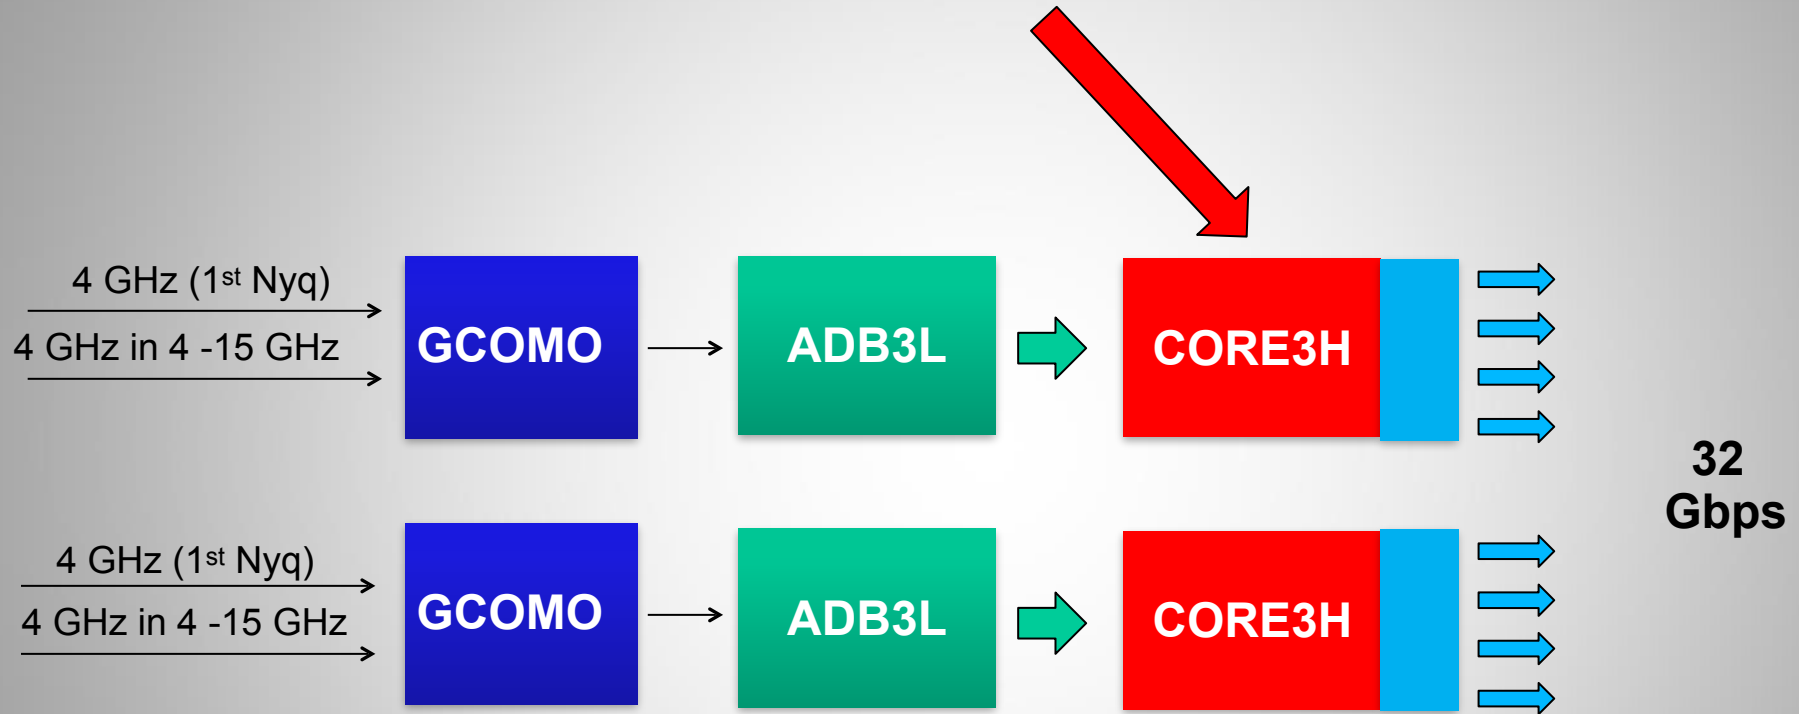 4 GHz (1st Nyq)
4 GHz in 4 -15 GHz
GCOMO
ADB3L
CORE3H
32
Gbps
4 GHz (1st Nyq)
4 GHz in 4 -15 GHz
GCOMO
ADB3L
CORE3H